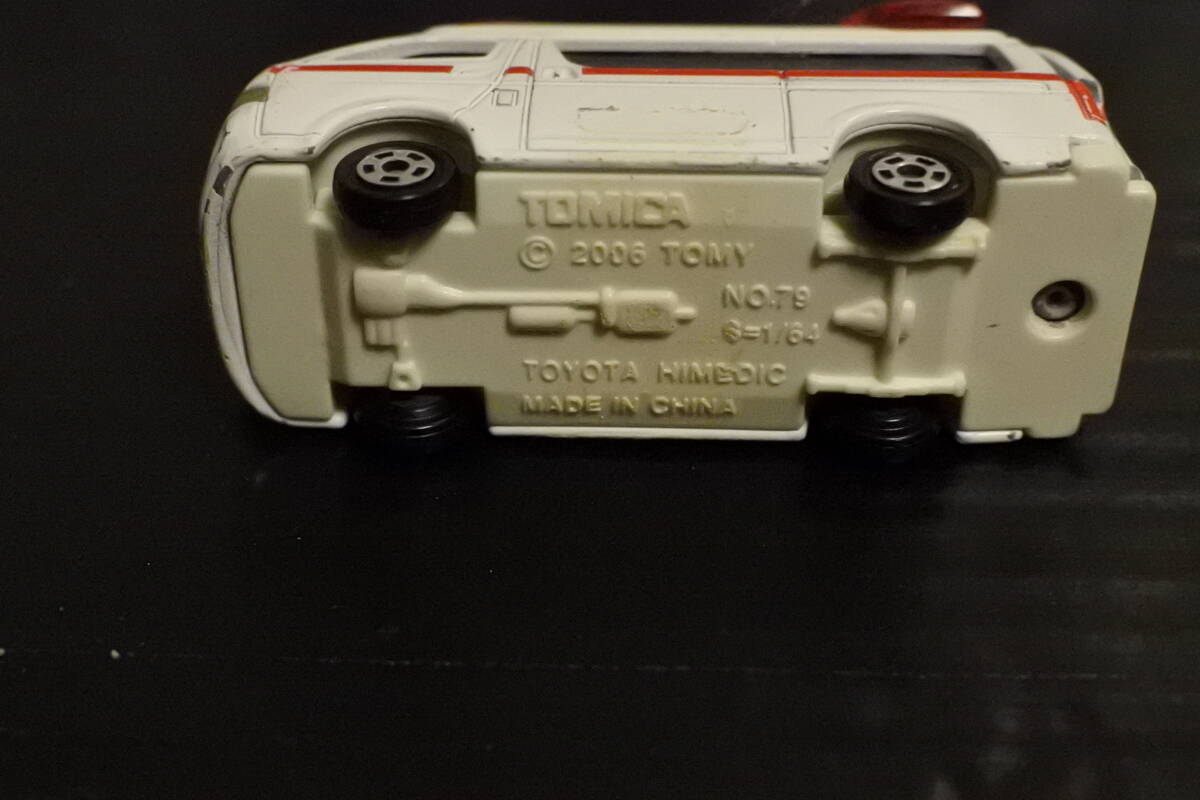 TOMICA
© 2006 TOMY
NO.79
S=1/64
TOYOTA HIMEDIC
MADE IN CHINA